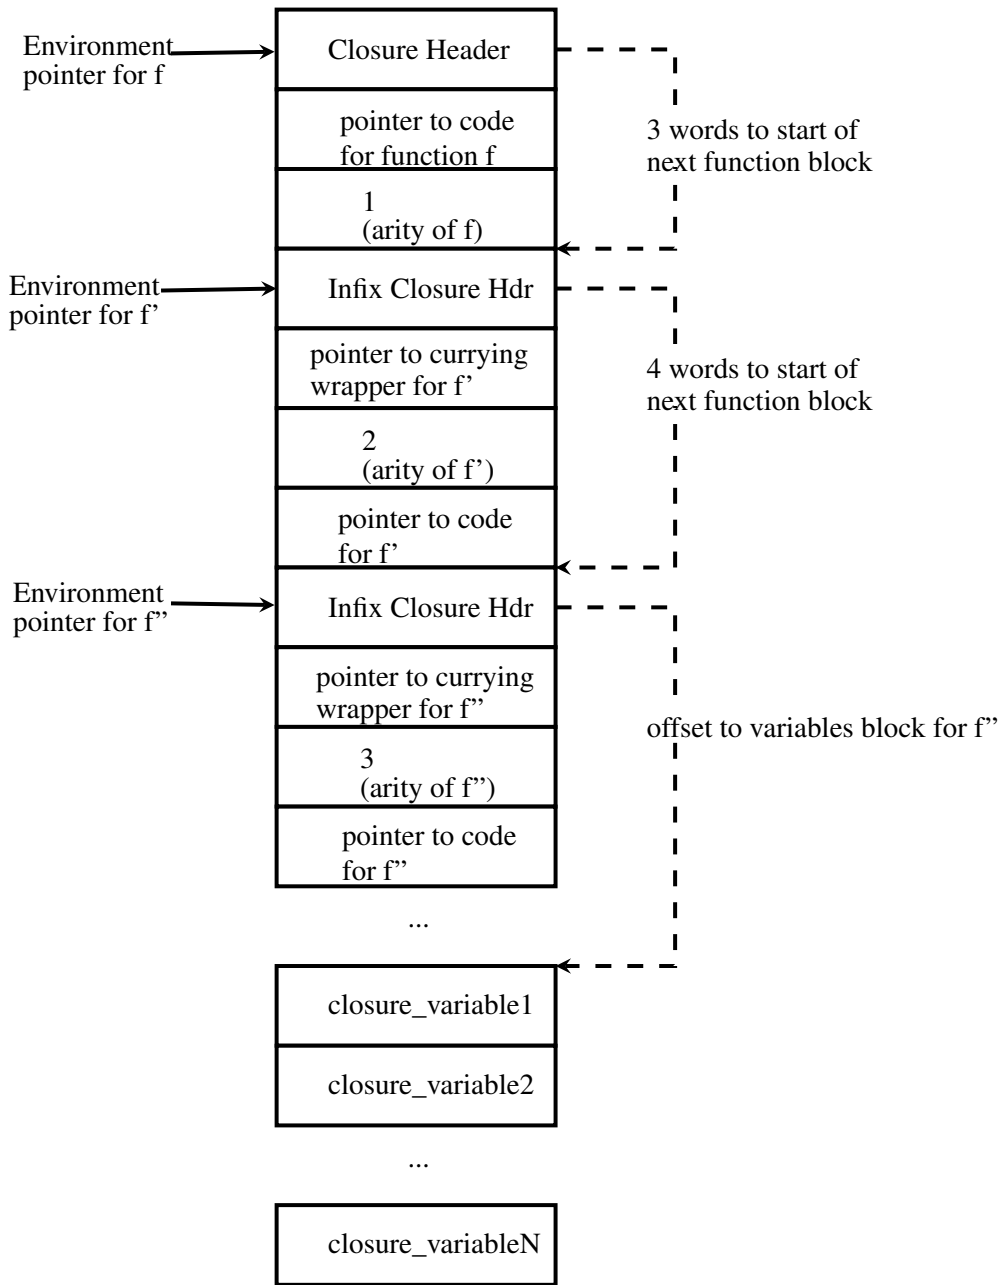 Environment
pointer for f
Closure Header
pointer to code
for function f
3 words to start of
next function block
1
(arity of f)
Environment
pointer for f’
Infix Closure Hdr
pointer to currying
wrapper for f’
4 words to start of
next function block
2
(arity of f’)
pointer to code
for f’
Environment
pointer for f”
Infix Closure Hdr
pointer to currying
wrapper for f”
offset to variables block for f”
3
(arity of f”)
pointer to code
for f”
...
closure_variable1
closure_variable2
...
closure_variableN